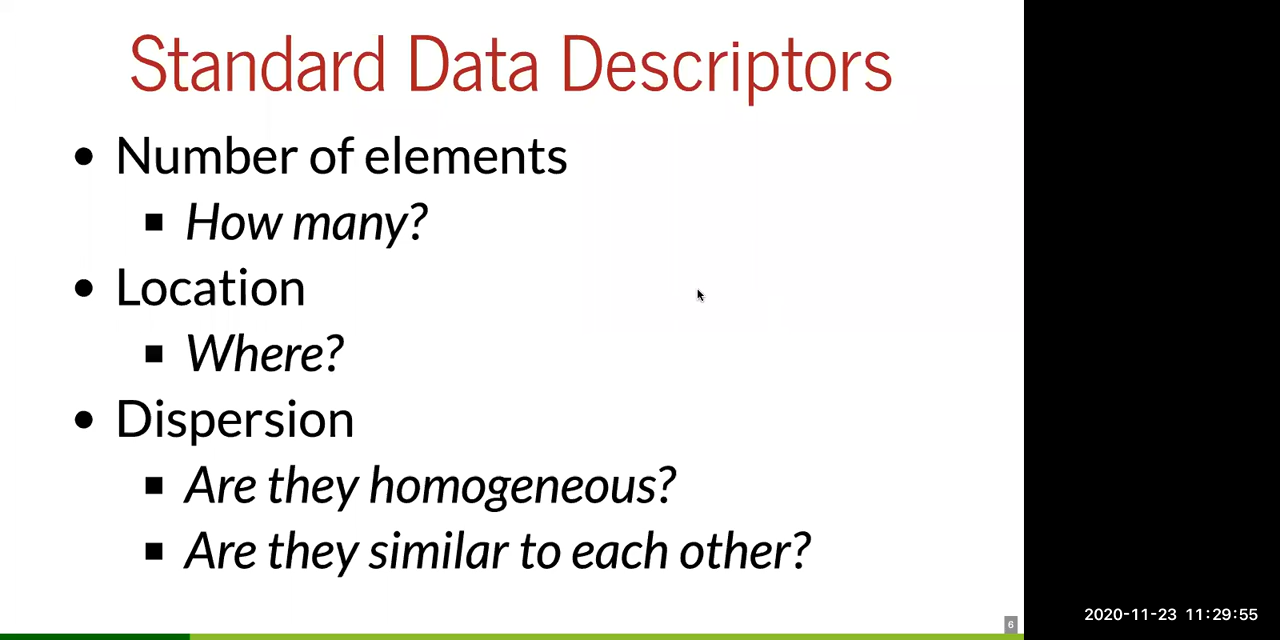 Standard Data Descriptors
• Number of elements
▪ How many?
• Location
▪ Where?
• Dispersion
▪ Are they homogeneous?
▪ Are they similar to each other?
6
2020-11-23 11:29:55